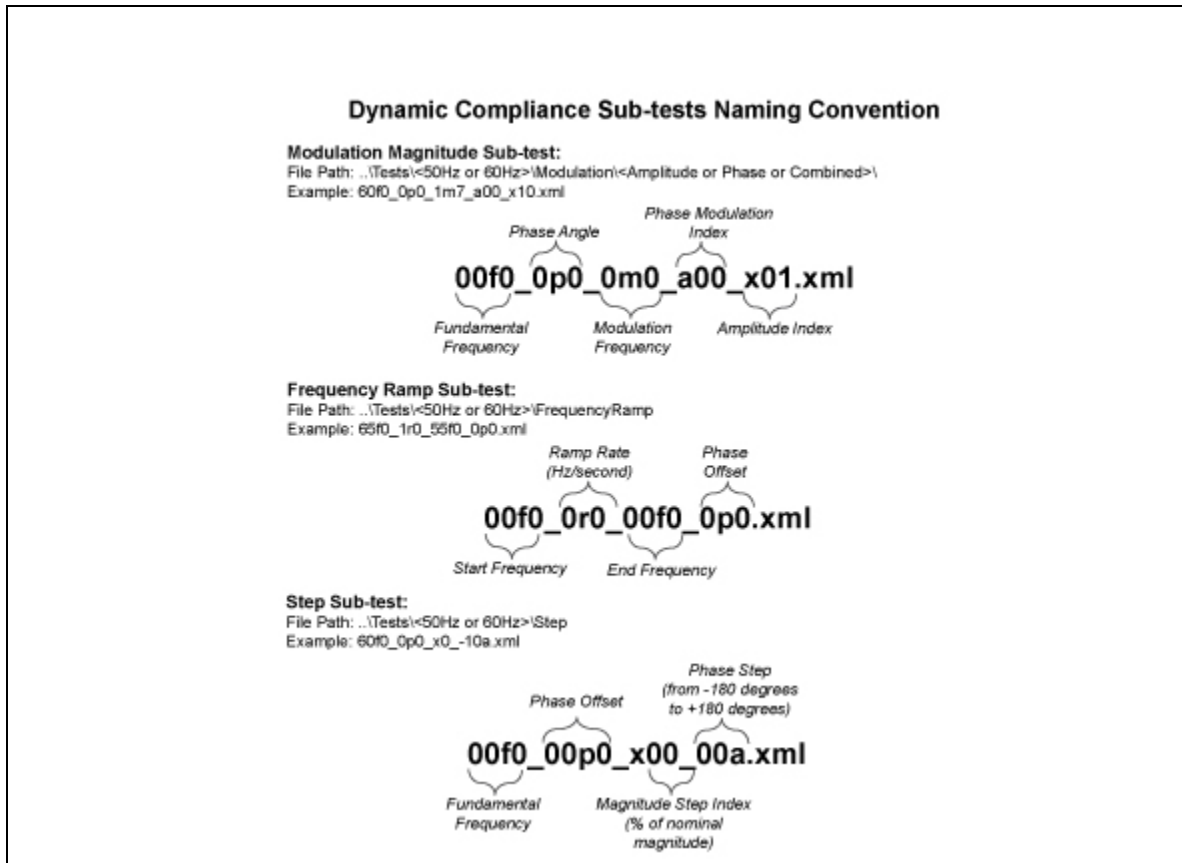 Dynamic Compliance Sub-tests Naming Convention
Modulation Magnitude Sub-test:
File Path: ..\Tests\<50Hz or 60Hz>\Modulation\<Amplitude or Phase or Combined>\
Example: 60f0_0p0_1m7_a00_x10.xml
Phase Modulation
Index
Phase Angle
00f0_0p0_0m0_a00_x01.xml
Fundamental
Frequency
Modulation
Frequency
Amplitude Index
Frequency Ramp Sub-test:
File Path: ..\Tests\<50Hz or 60Hz>\FrequencyRamp
Example: 65f0_1r0_55f0_0p0.xml
Ramp Rate
(Hz/second)
Phase
Offset
00f0_0r0_00f0_0p0.xml
Start Frequency
End Frequency
Step Sub-test:
File Path: ..\Tests\<50Hz or 60Hz>\Step
Example: 60f0_0p0_x0_-10a.xml
Phase Offset
Phase Step
(from -180 degrees
to +180 degrees)
00f0_00p0_x00_00a.xml
Fundamental
Frequency
Magnitude Step Index
(% of nominal
magnitude)